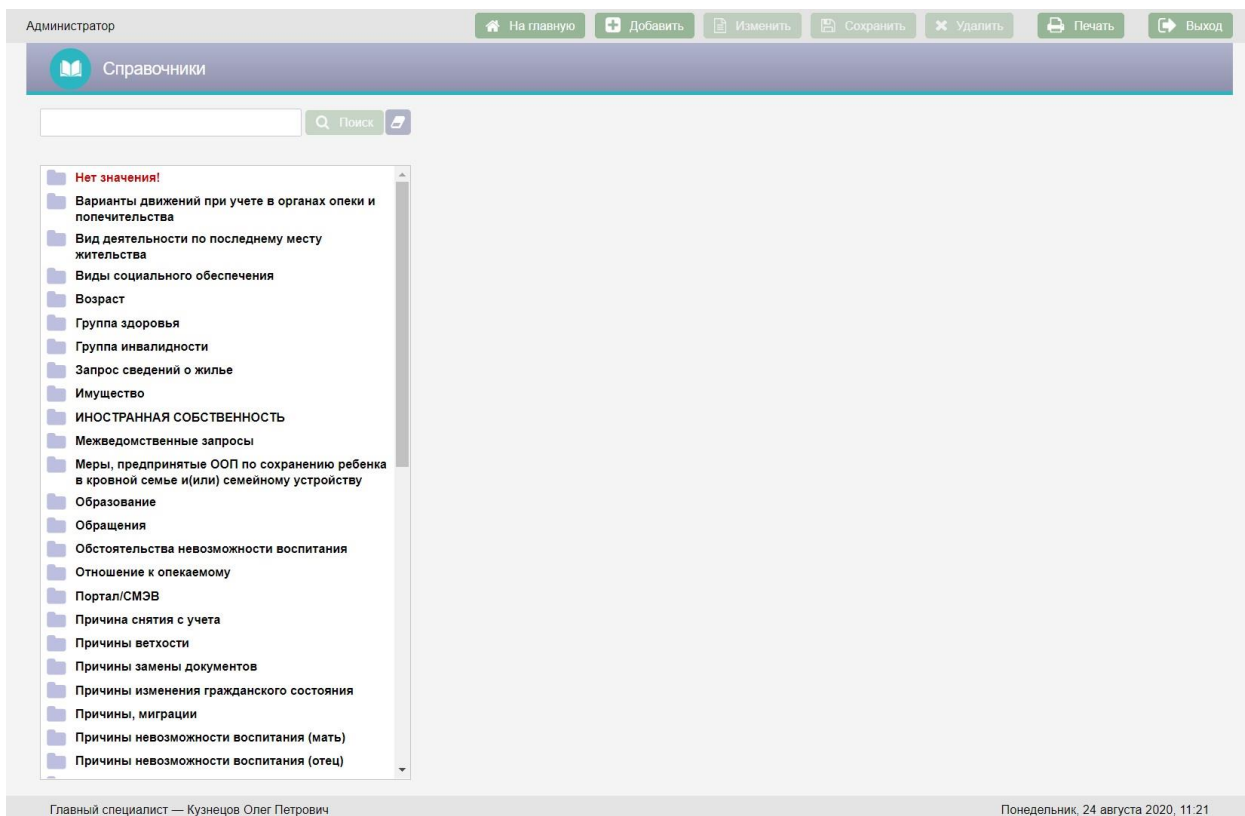 Администратор
На главную
Добавить
Изменить
Сохранить
Удалить
Печать
Выход
Справочники
Поиск
Нет значения!
Варианты движений при учете в органах опеки и
попечительства
Вид деятельности по последнему месту
жительства
Виды социального обеспечения
Возраст
Группа здоровья
Группа инвалидности
Запрос сведений о жилье
Имущество
ИНОСТРАННАЯ СОБСТВЕННОСТЬ
Межведомственные запросы
Меры, предпринятые ООП по сохранению ребенка
в кровной семье и(или) семейному устройству
Образование
Обращения
Обстоятельства невозможности воспитания
Отношение к опекаемому
Портал/СМЭВ
Причина снятия с учета
Причины ветхости
Причины замены документов
Причины изменения гражданского состояния
Причины, миграции
Причины невозможности воспитания (мать)
Причины невозможности воспитания (отец)
Главный специалист — Кузнецов Олег Петрович
Понедельник, 24 августа 2020, 11:21